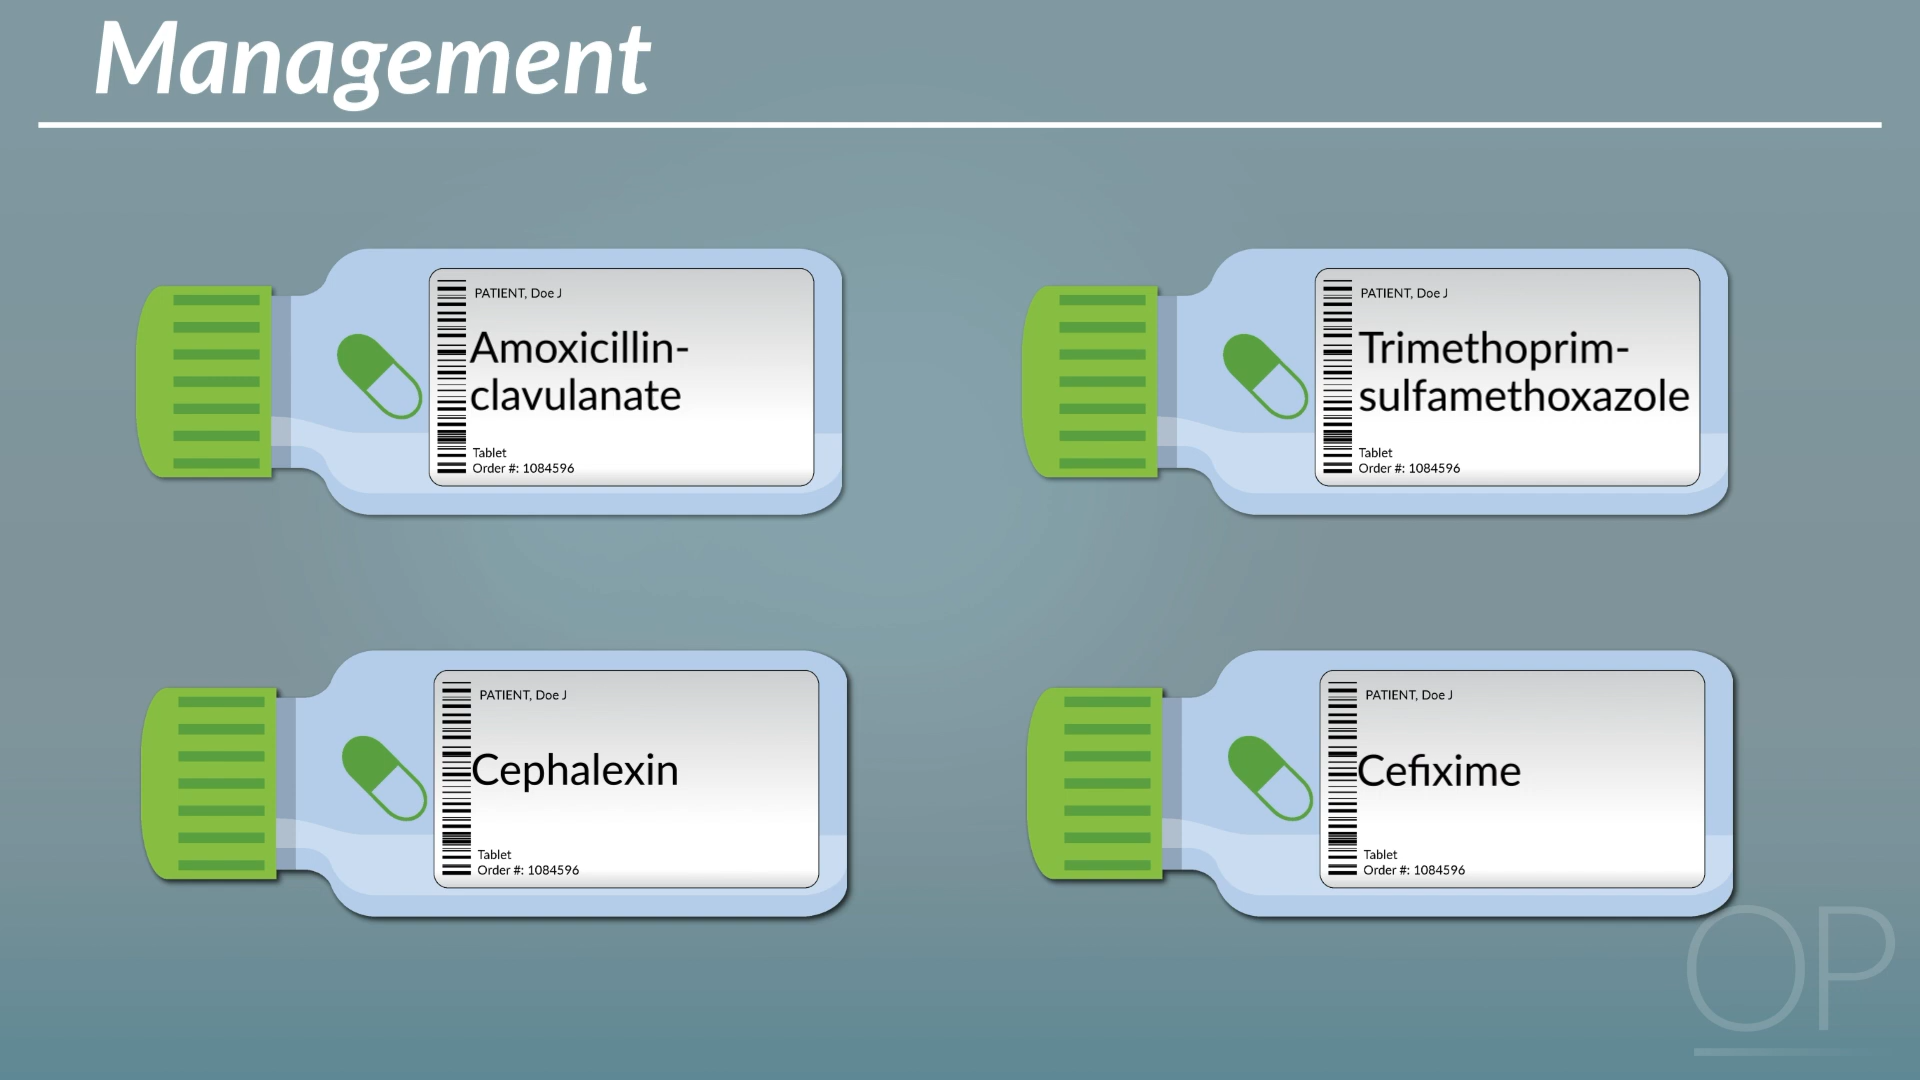 Management
PATIENT, Doe J
Amoxicillin-
clavulanate
Tablet
Order #: 1084596
PATIENT, Doe J
Trimethoprim-
sulfamethoxazole
Tablet
Order #: 1084596
PATIENT, Doe J
Cephalexin
Tablet
Order #: 1084596
PATIENT, Doe J
Cefixime
Tablet
Order #: 1084596
OP